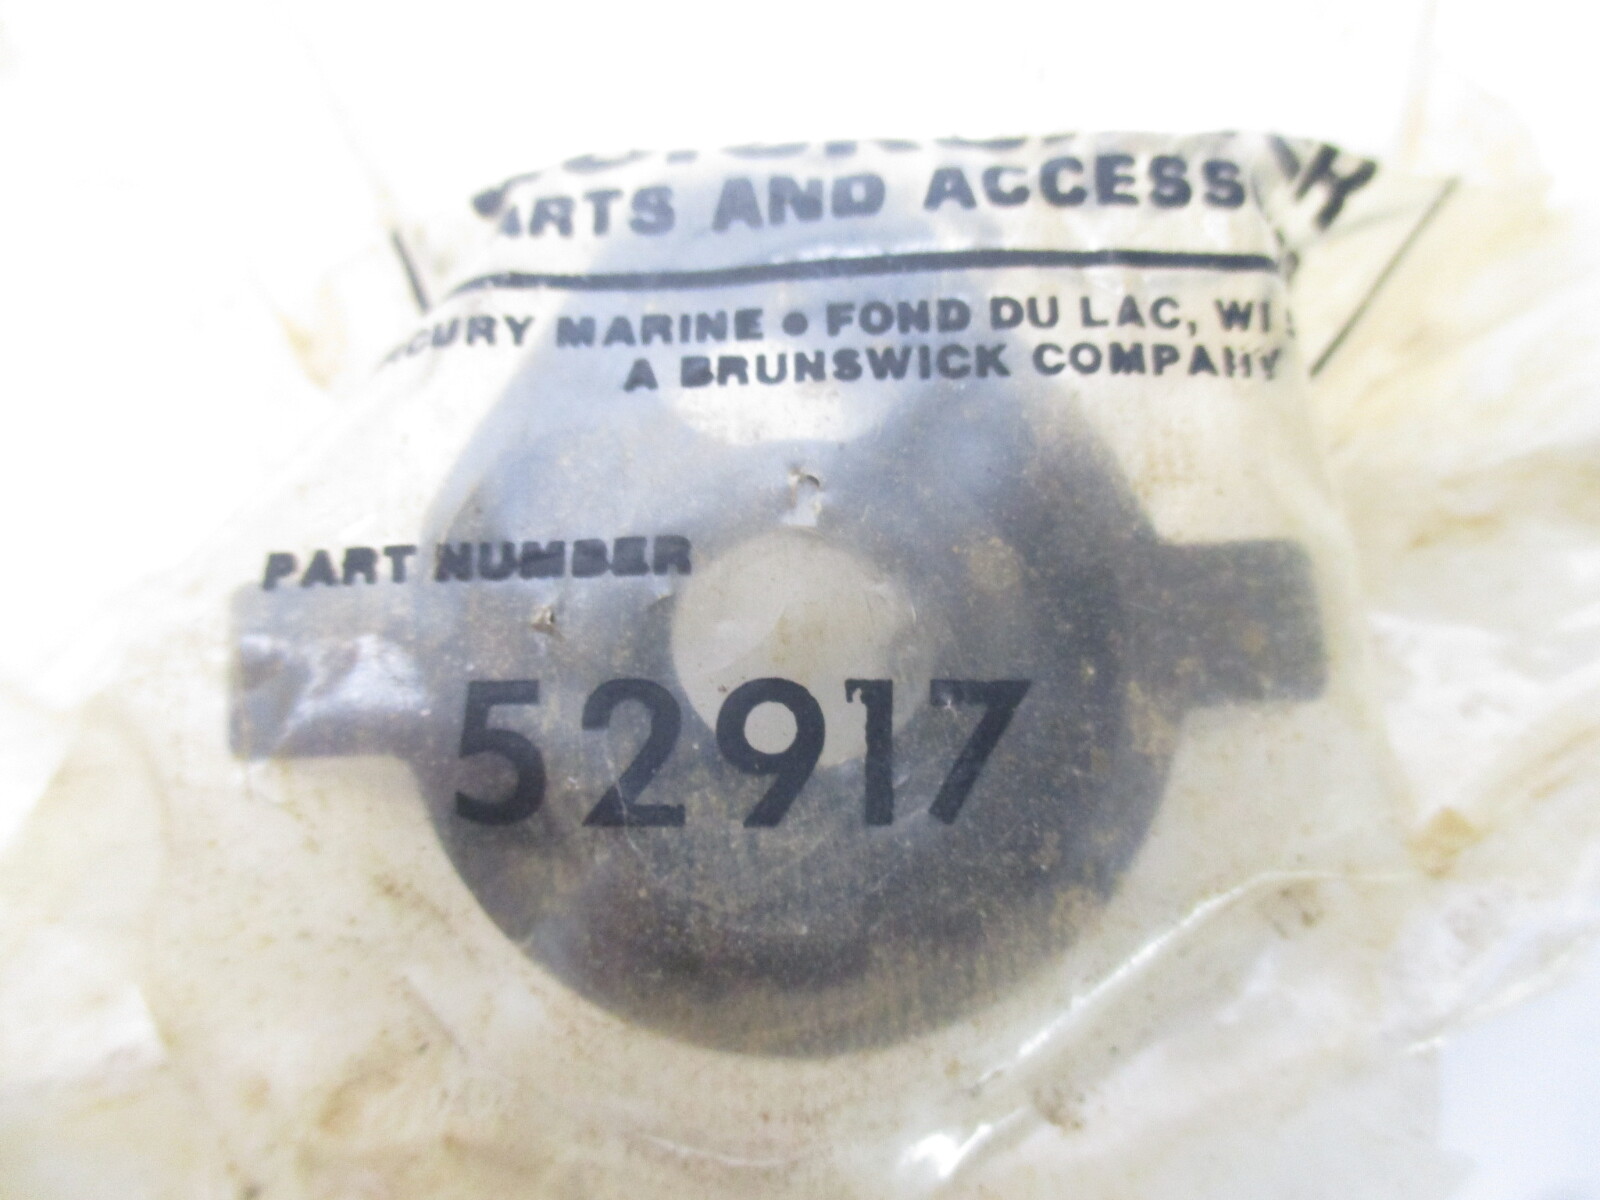 ARTS AND ACCESS
CURY MARINE • FOND DU LAC, WI
A BRUNSWICK COMPANY
PART NUMBER
52917